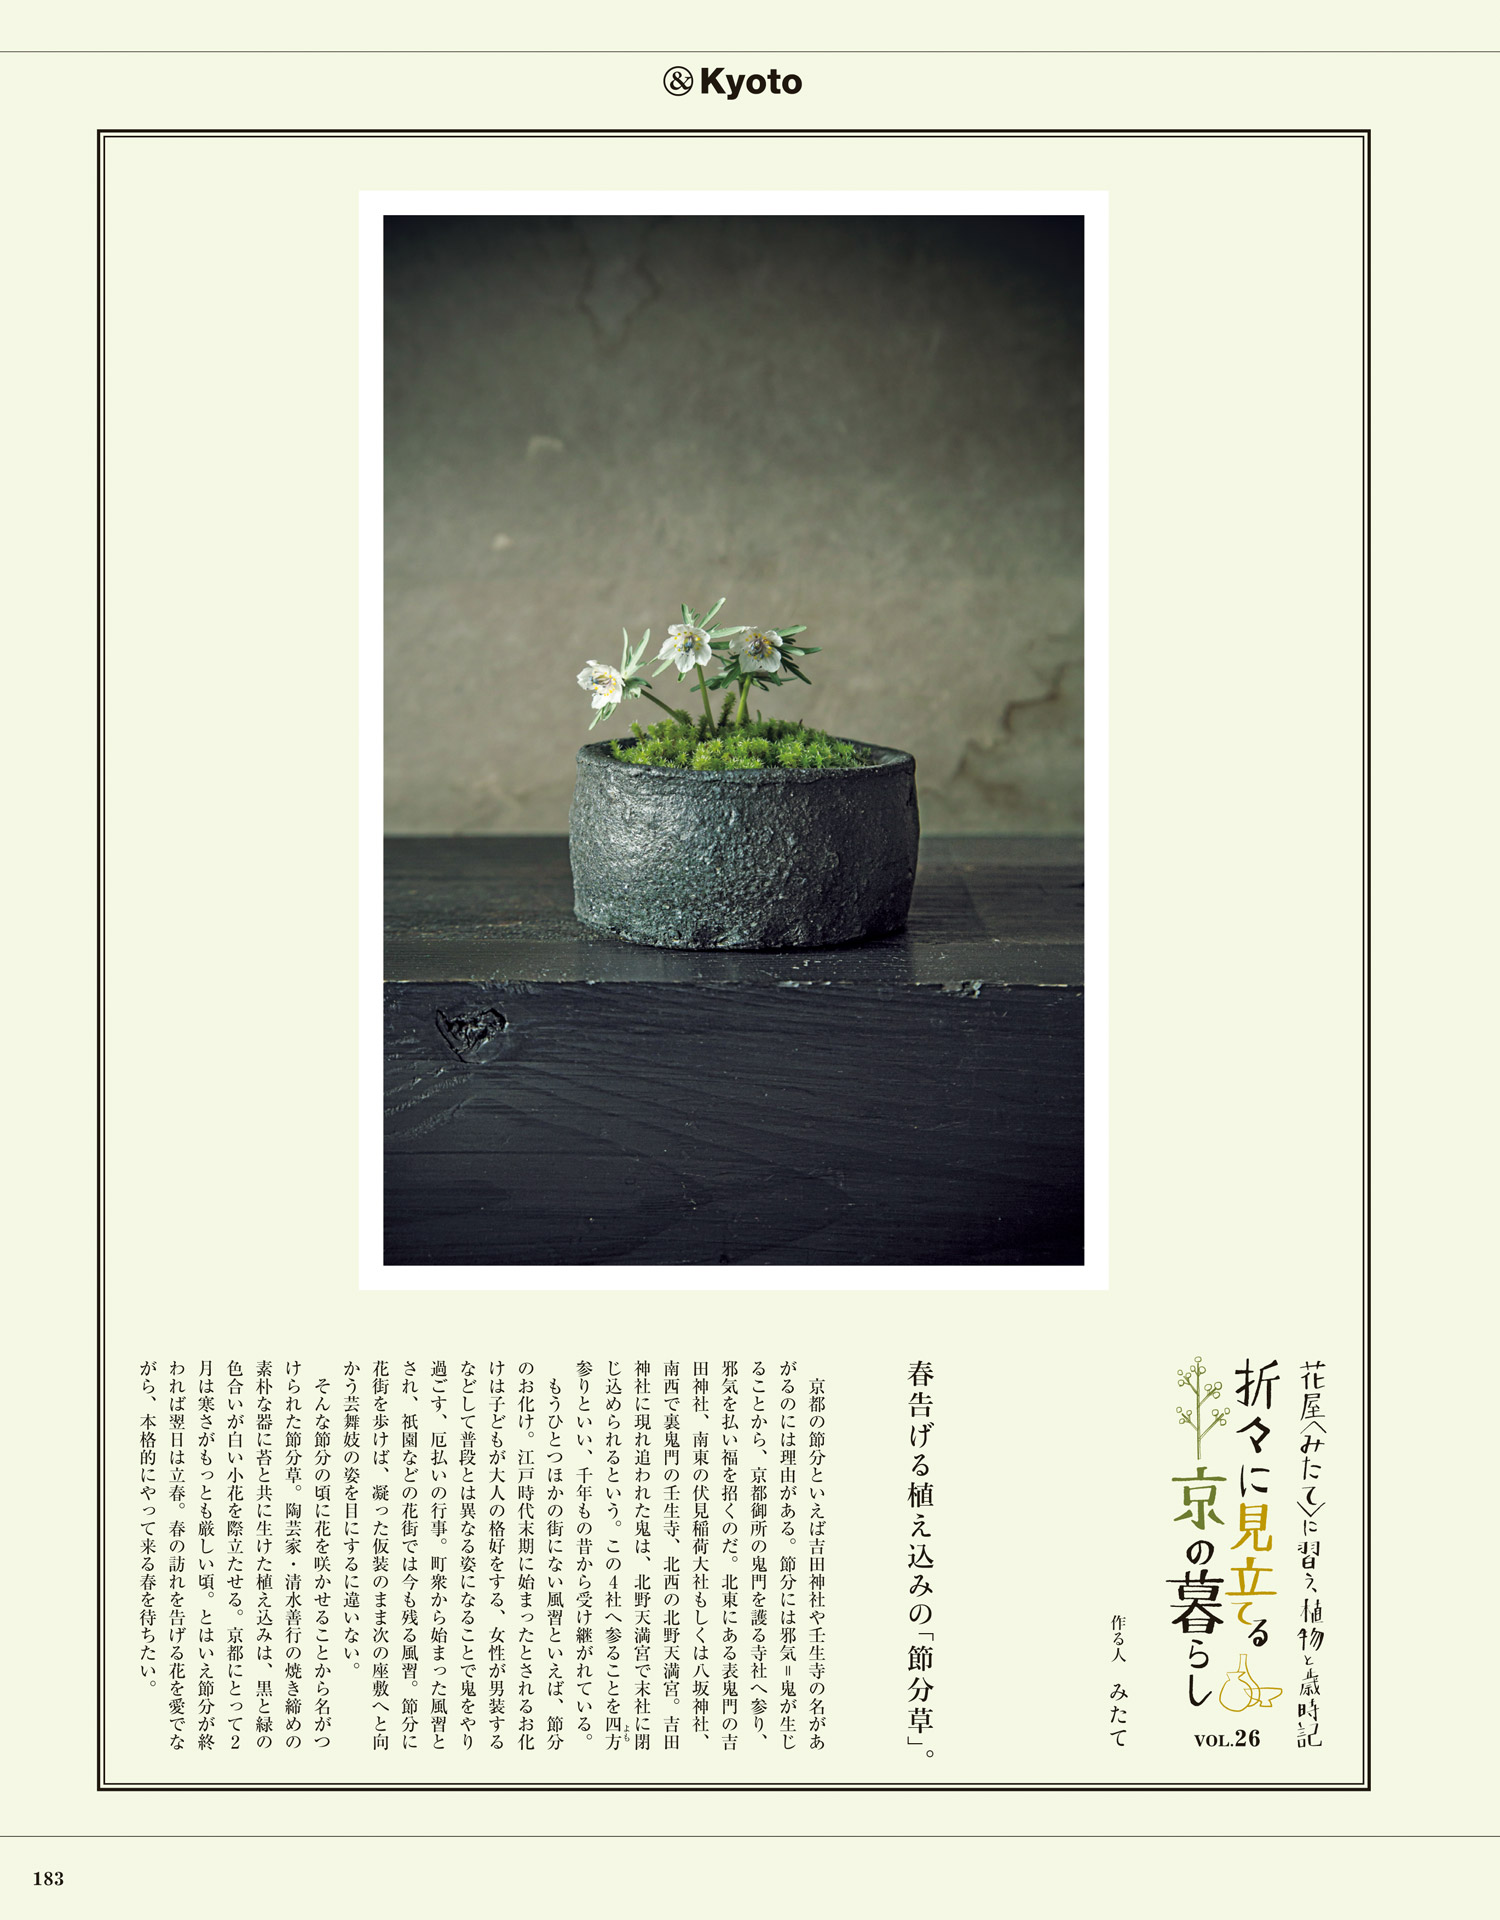 &Kyoto
花屋〈みたて〉に習う、植物と歳時記
折々に見立てる
京の暮らし
VOL.26
作る人 みたて
春告げる植え込みの「節分草」。
京都の節分といえば吉田神社や壬生寺の名があ
がるのには理由がある。節分には邪気＝鬼が生じ
ることから、京都御所の鬼門を護る寺社へ参り、
邪気を払い福を招くのだ。北東にある表鬼門の吉
田神社、南東の伏見稲荷大社もしくは八坂神社、
南西で裏鬼門の壬生寺、北西の北野天満宮。吉田
神社に現れ追われた鬼は、北野天満宮で末社に閉
じ込められるという。この4社へ参ることを四方よも
参りといい、千年もの昔から受け継がれている。
もうひとつほかの街にない風習といえば、節分
のお化け。江戸時代末期に始まったとされるお化
けは子どもが大人の格好をする、女性が男装する
などして普段とは異なる姿になることで鬼をやり
過ごす、厄払いの行事。町衆から始まった風習と
され、祇園などの花街では今も残る風習。節分に
花街を歩けば、凝った仮装のまま次の座敷へと向
かう芸舞妓の姿を目にするに違いない。
そんな節分の頃に花を咲かせることから名がつ
けられた節分草。陶芸家・清水善行の焼き締めの
素朴な器に苔と共に生けた植え込みは、黒と緑の
色合いが白い小花を際立たせる。京都にとって2
月は寒さがもっとも厳しい頃。とはいえ節分が終
われば翌日は立春。春の訪れを告げる花を愛でな
がら、本格的にやって来る春を待ちたい。
183